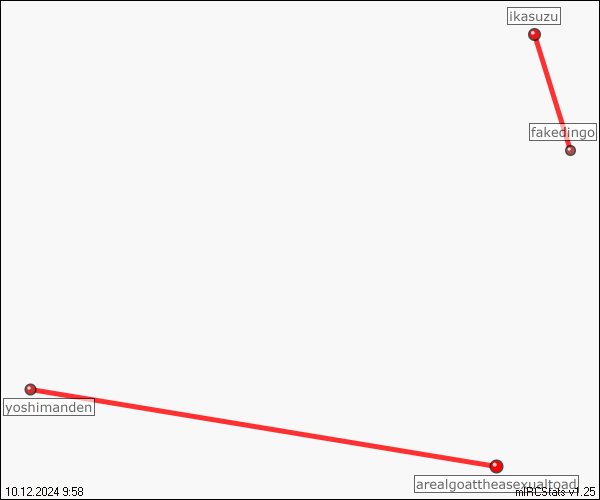 ikasuzu
fakedingo
yoshimanden
arealgoattheasexualtoad
10.12.2024 9:58
mIRCStats v1.25